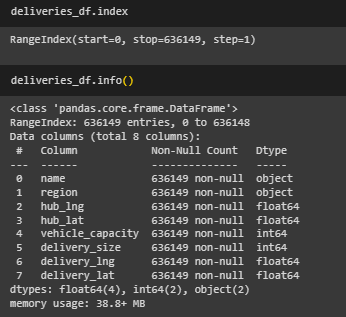 deliveries_df.index
RangeIndex(start=0, stop=636149, step=1)
deliveries_df.info()
<class 'pandas.core.frame.DataFrame'>
RangeIndex: 636149 entries, 0 to 636148
Data columns (total 8 columns):
 #   Column            Non-Null Count   Dtype
---  ------            --------------   -----
 0   name              636149 non-null  object
 1   region            636149 non-null  object
 2   hub_lng           636149 non-null  float64
 3   hub_lat           636149 non-null  float64
 4   vehicle_capacity  636149 non-null  int64
 5   delivery_size     636149 non-null  int64
 6   delivery_lng      636149 non-null  float64
 7   delivery_lat      636149 non-null  float64
dtypes: float64(4), int64(2), object(2)
memory usage: 38.8+ MB